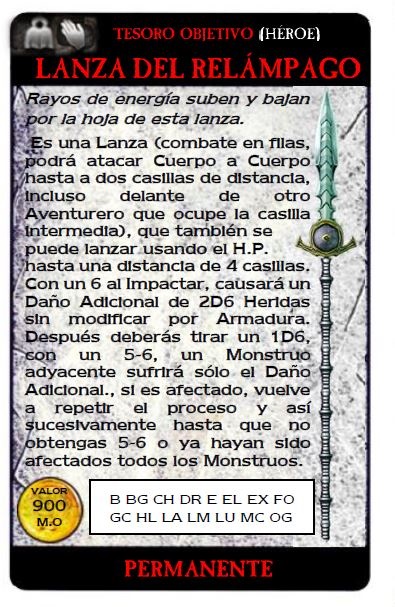 TESORO OBJETIVO (HÉROE)
LANZA DEL RELÁMPAGO
Rayos de energía suben y bajan
por la hoja de esta lanza.
Es una Lanza (combate en filas,
podrá atacar Cuerpo a Cuerpo
hasta a dos casillas de distancia,
incluso delante de otro
Aventurero que ocupe la casilla
intermedia), que también se
puede lanzar usando el H.P.
hasta una distancia de 4 casillas.
Con un 6 al Impactar, causará un
Daño Adicional de 2D6 Heridas
sin modificar por Armadura.
Después deberás tirar un 1D6,
con un 5-6, un Monstruo
adyacente sufrirá sólo el Daño
Adicional., si es afectado, vuelve
a repetir el proceso y así
sucesivamente hasta que no
obtengas 5-6 o ya hayan sido
afectados todos los Monstruos.
VALOR
900
M.O
B BG CH DR E EL EX FO
GC HL LA LM LU MC OG
PERMANENTE